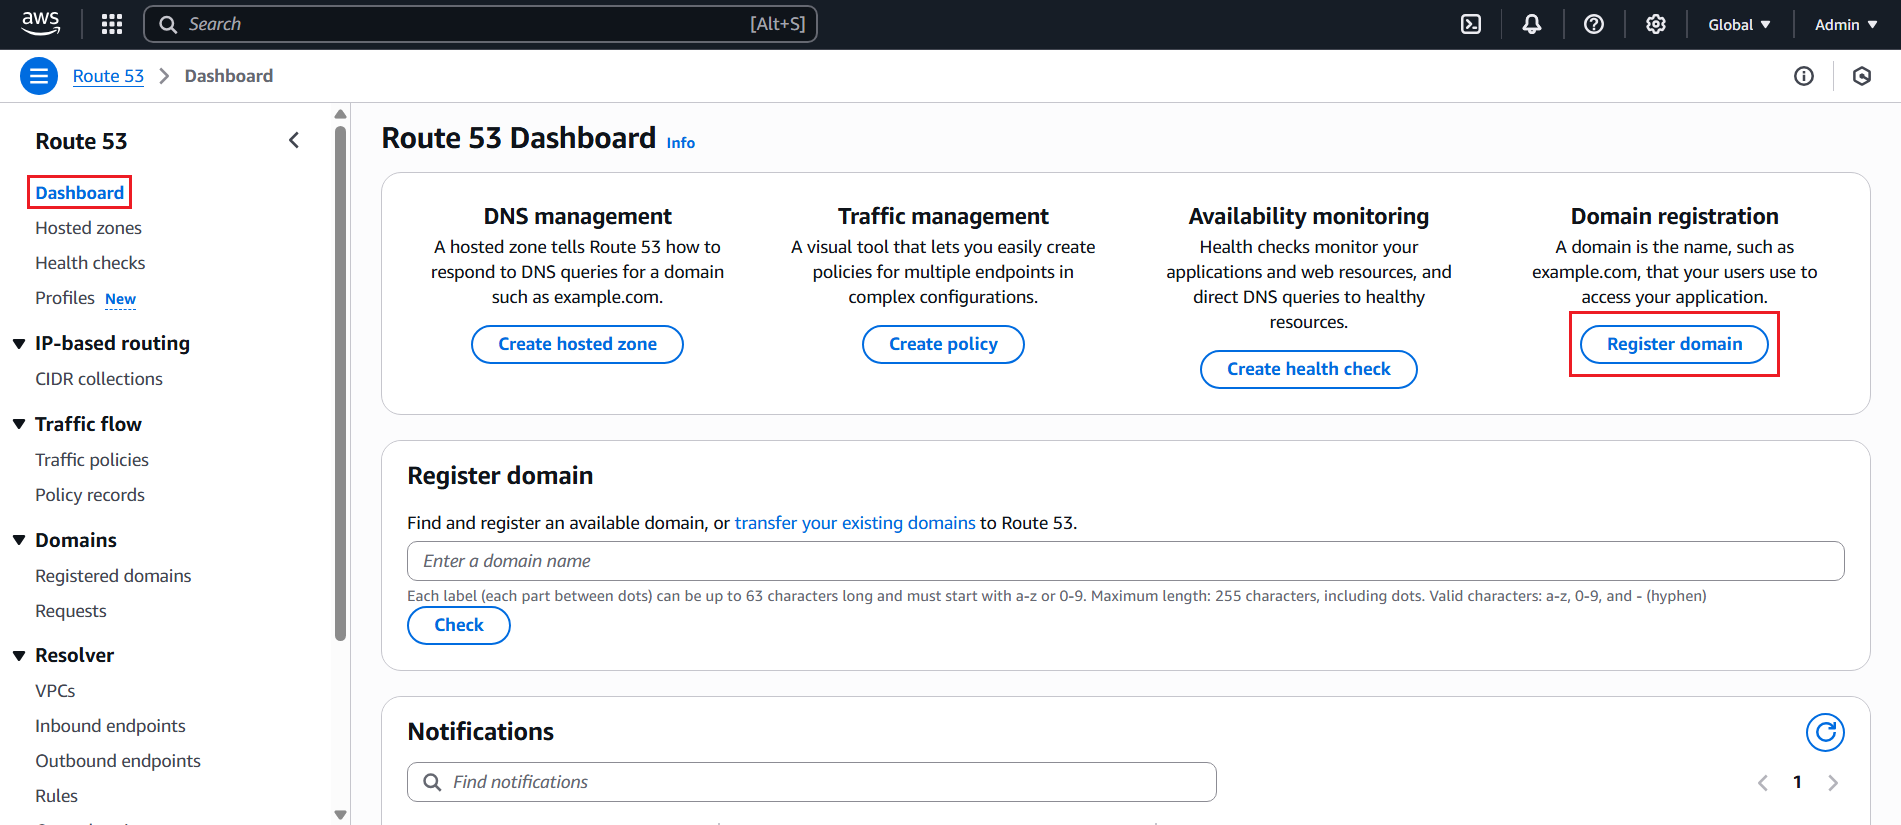 aws
Search [Alt+S]
Global
Admin
Route 53 Dashboard
Route 53
Dashboard
Hosted zones
Health checks
Profiles New
IP-based routing
CIDR collections
Traffic flow
Traffic policies
Policy records
Domains
Registered domains
Requests
Resolver
VPCs
Inbound endpoints
Outbound endpoints
Rules
Route 53 Dashboard Info
DNS management
A hosted zone tells Route 53 how to
respond to DNS queries for a domain
such as example.com.
Create hosted zone
Traffic management
A visual tool that lets you easily create
policies for multiple endpoints in
complex configurations.
Create policy
Availability monitoring
Health checks monitor your
applications and web resources, and
direct DNS queries to healthy
resources.
Create health check
Domain registration
A domain is the name, such as
example.com, that your users use to
access your application.
Register domain
Register domain
Find and register an available domain, or transfer your existing domains to Route 53.
Enter a domain name
Each label (each part between dots) can be up to 63 characters long and must start with a-z or 0-9. Maximum length: 255 characters, including dots. Valid characters: a-z, 0-9, and - (hyphen)
Check
Notifications
Find notifications
1